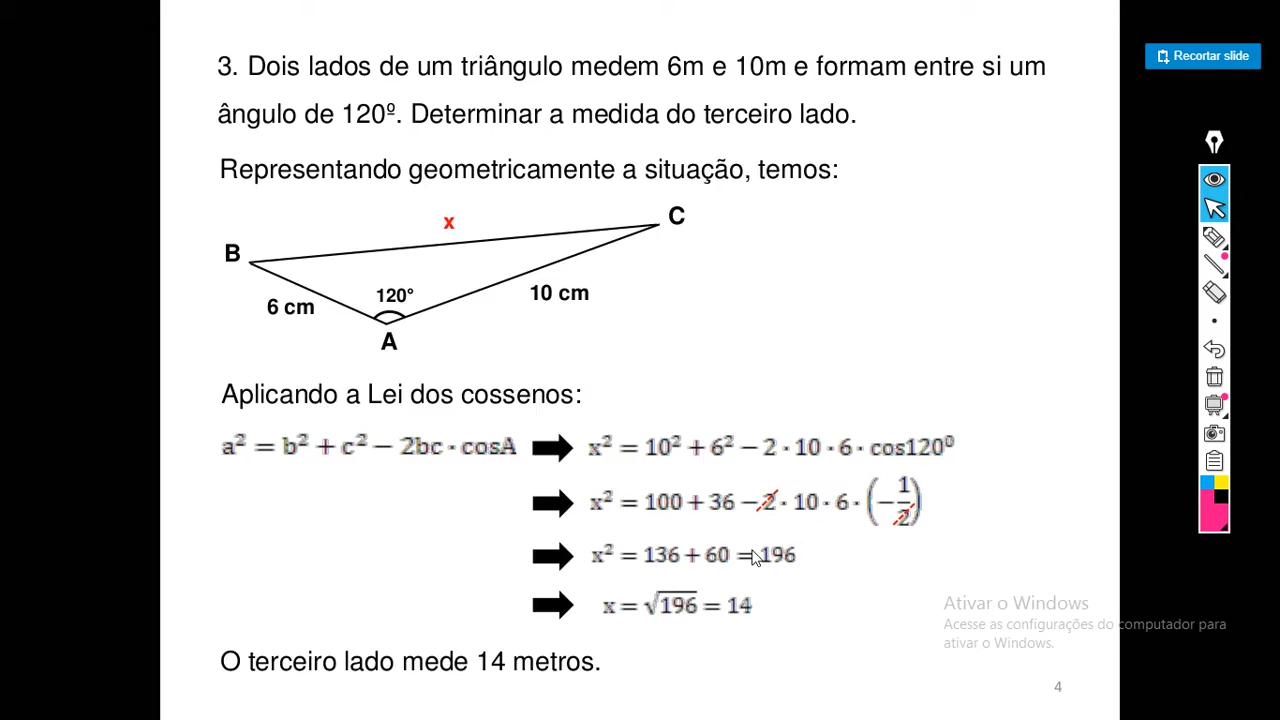 Recortar slide
3. Dois lados de um triângulo medem 6m e 10m e formam entre si um
ângulo de 120º. Determinar a medida do terceiro lado.
Representando geometricamente a situação, temos:
x
C
B
120°
10 cm
6 cm
A
Aplicando a Lei dos cossenos:
a² = b² + c² − 2bc · cosA ➡ x² = 10² + 6² − 2 · 10 · 6 · cos120⁰
➡ x² = 100 + 36 − 2 · 10 · 6 · (−1/2)
➡ x² = 136 + 60 = 196
➡ x = √196 = 14
O terceiro lado mede 14 metros.
Ativar o Windows
Acesse as configurações do computador para
ativar o Windows.
4